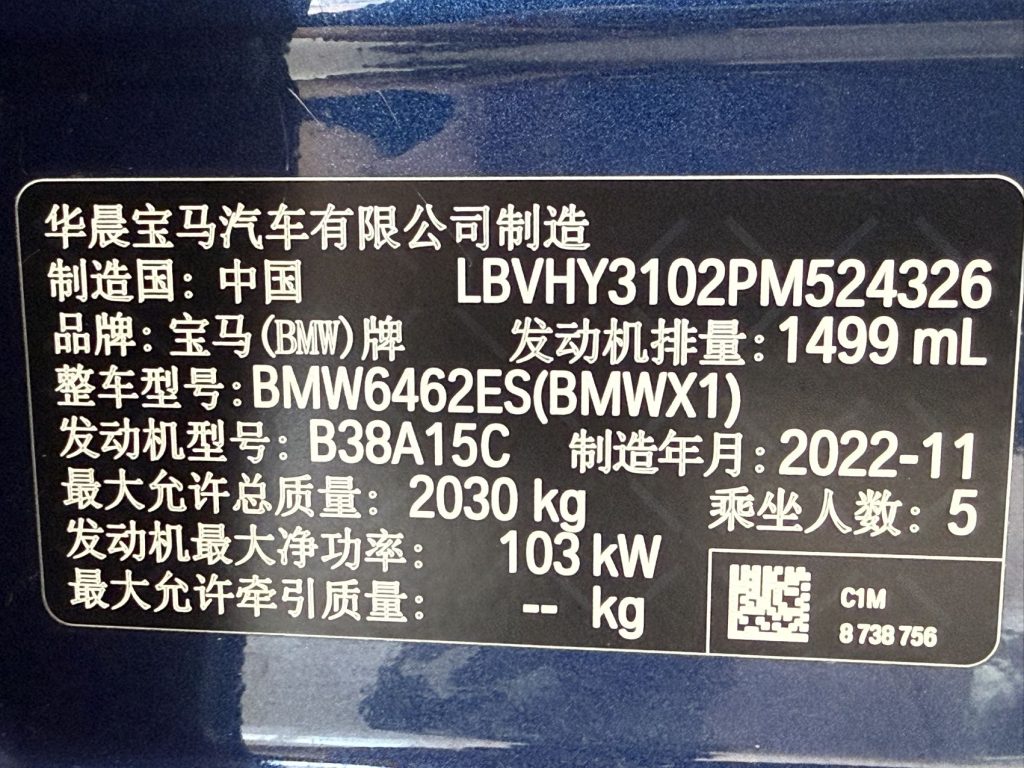 华晨宝马汽车有限公司制造
制造国：中国 LBVHY3102PM524326
品牌：宝马(BMW)牌 发动机排量：1499 mL
整车型号：BMW6462ES(BMWX1)
发动机型号：B38A15C 制造年月：2022-11
最大允许总质量：2030 kg 乘坐人数：5
发动机最大净功率：103 kW
最大允许牵引质量：-- kg
C1M
8 738 756